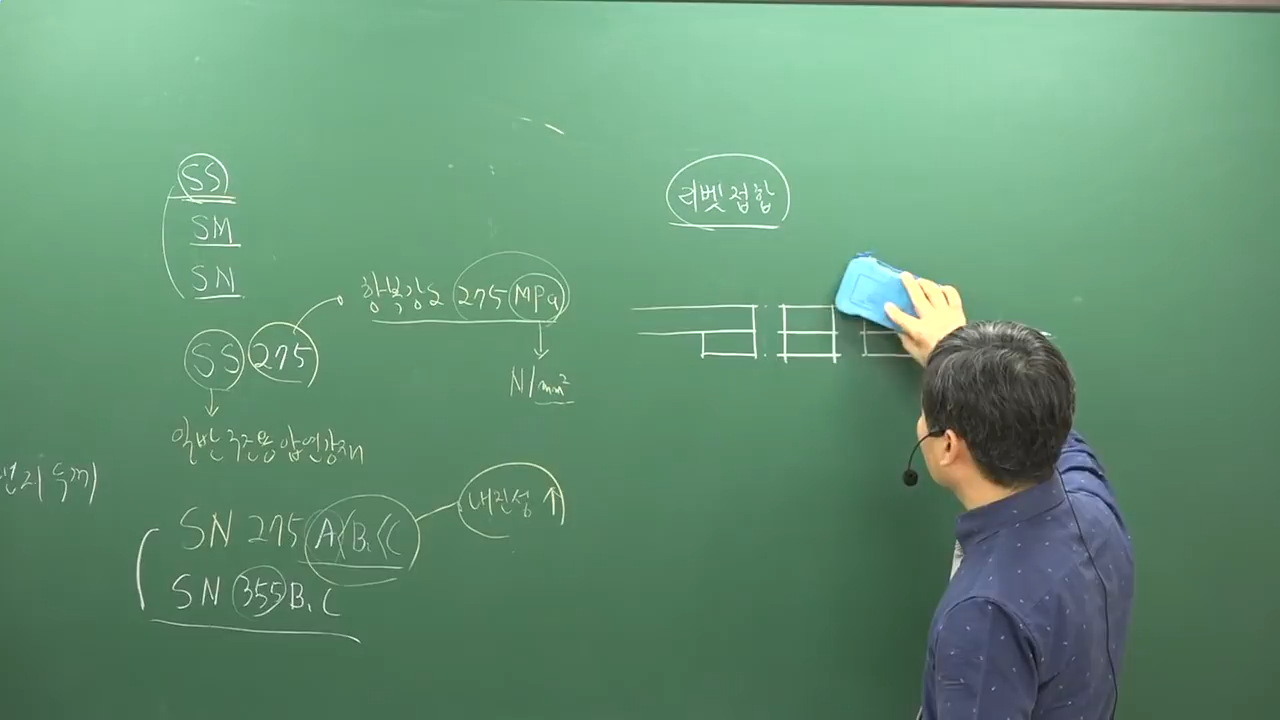 SS
SM
SN
SS 275
항복강도 275 MPa
N/mm²
일반구조용압연강재
SN 275 A<B<C
내진성 ↑
SN 355 B, C
리벳접합